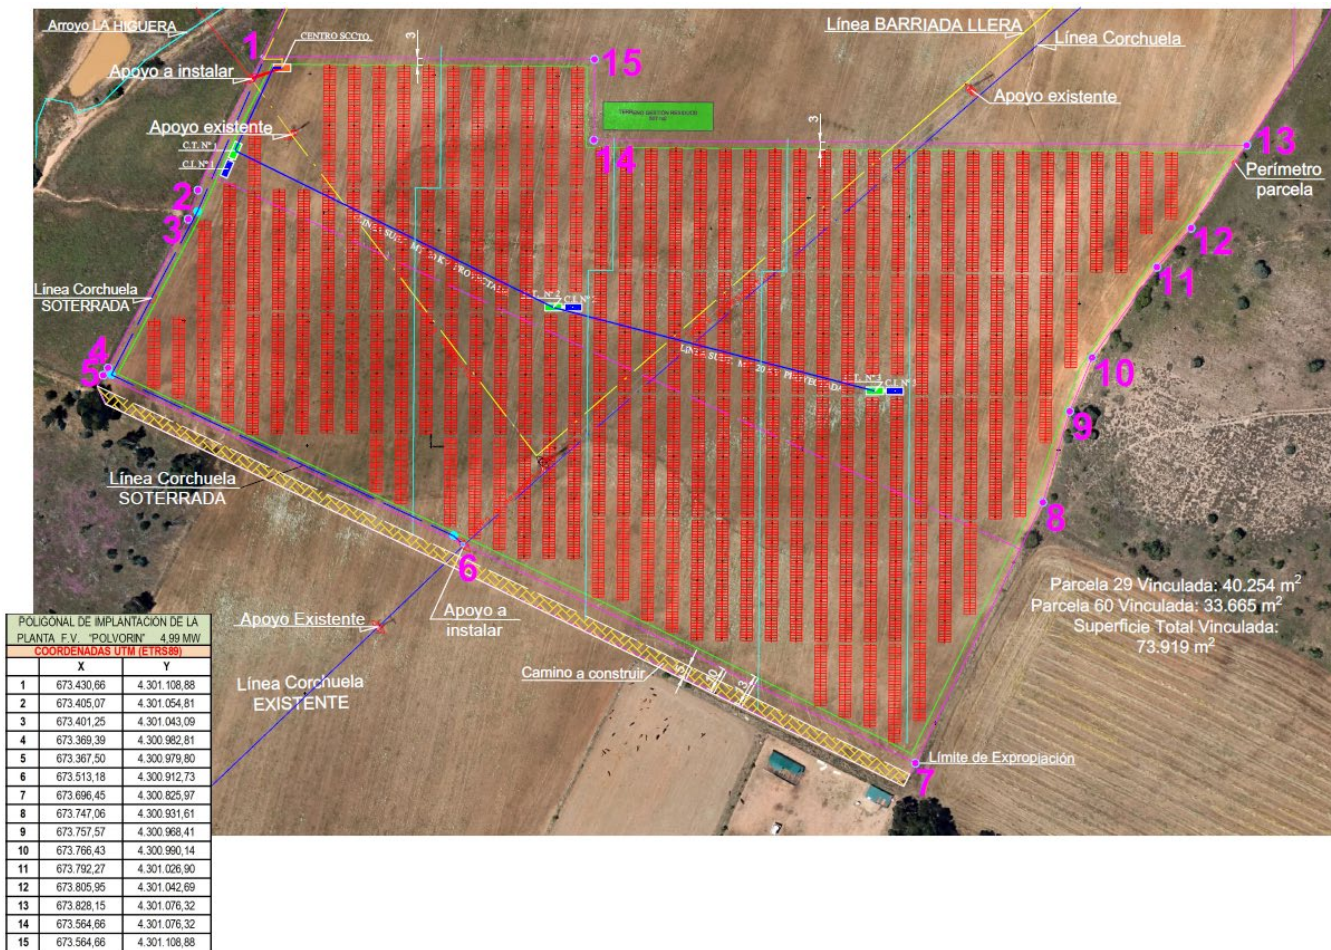 Arroyo LA HIGUERA
1
CENTRO SCCTO.
3
Apoyo a instalar
Línea BARRIADA LLERA
Línea Corchuela
15
Apoyo existente
Apoyo existente
C.T. Nº 1
C.I. Nº 1
3
14
13
Perímetro
parcela
2
3
12
11
Línea Corchuela
SOTERRADA
4
5
10
9
Línea Corchuela
SOTERRADA
8
6
Apoyo Existente
Apoyo a
instalar
Parcela 29 Vinculada: 40.254 m²
Parcela 60 Vinculada: 33.665 m²
Superficie Total Vinculada:
73.919 m²
Camino a construir
5
10
3
Línea Corchuela
EXISTENTE
Límite de Expropiación
7
POLIGONAL DE IMPLANTACIÓN DE LA
PLANTA F.V. "POLVORIN" 4,99 MW
COORDENADAS UTM (ETRS89)
X Y
1 673.430,66 4.301.108,88
2 673.405,07 4.301.054,81
3 673.401,25 4.301.043,09
4 673.369,39 4.300.982,81
5 673.367,50 4.300.979,80
6 673.513,18 4.300.912,73
7 673.696,45 4.300.825,97
8 673.747,06 4.300.931,61
9 673.757,57 4.300.968,41
10 673.766,43 4.300.990,14
11 673.792,27 4.301.026,90
12 673.805,95 4.301.042,69
13 673.828,15 4.301.076,32
14 673.564,66 4.301.076,32
15 673.564,66 4.301.108,88